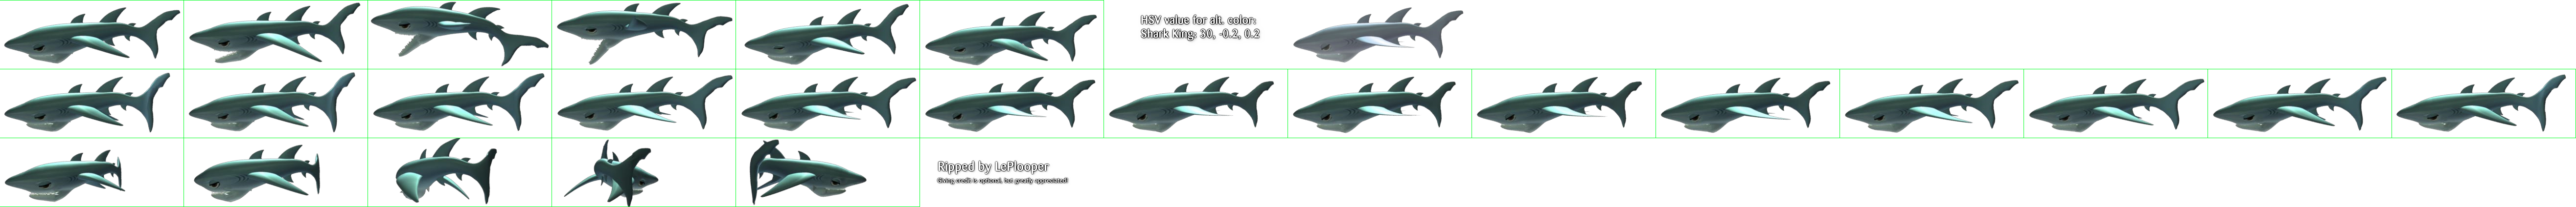 HSV value for alt. color:
Shark King: 30, -0.2, 0.2
Ripped by LePlooper
Giving credit is optional, but greatly appreciated!